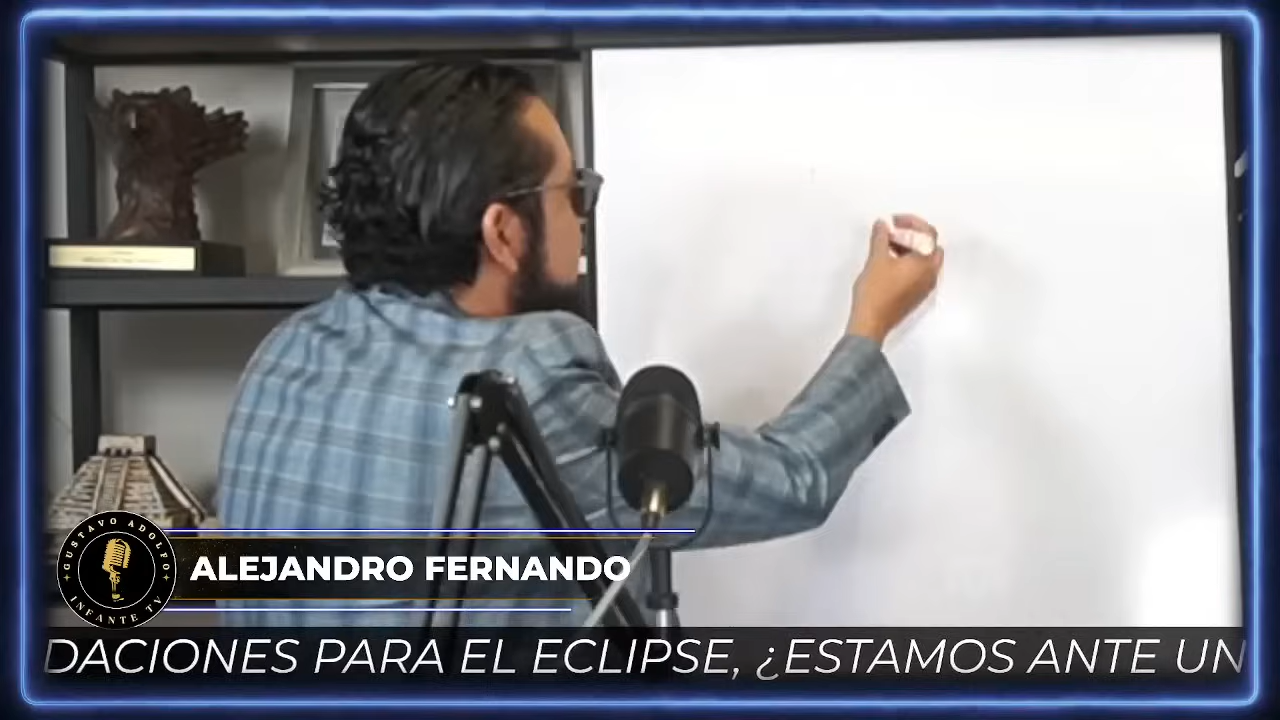 GUSTAVO ADOLFO
INFANTE TV
ALEJANDRO FERNANDO
DACIONES PARA EL ECLIPSE, ¿ESTAMOS ANTE UN